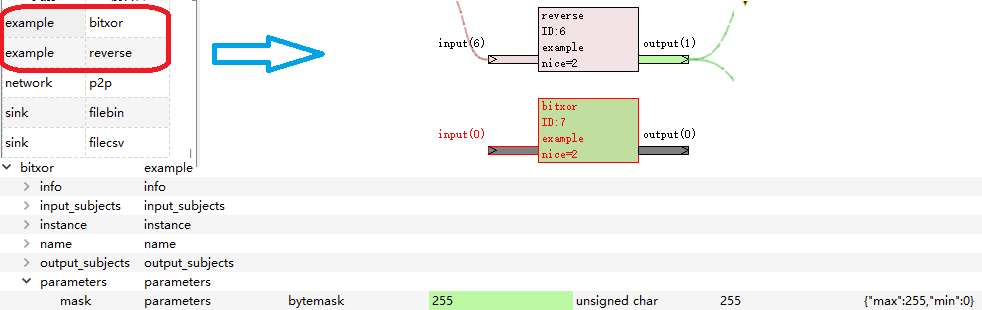 example bitxor
example reverse
network p2p
sink filebin
sink filecsv
reverse
ID:6
input(6) example output(1)
nice=2
bitxor
ID:7
input(0) example output(0)
nice=2
bitxor example
info info
input_subjects input_subjects
instance instance
name name
output_subjects output_subjects
parameters parameters
mask parameters bytemask 255 unsigned char 255 {"max":255,"min":0}